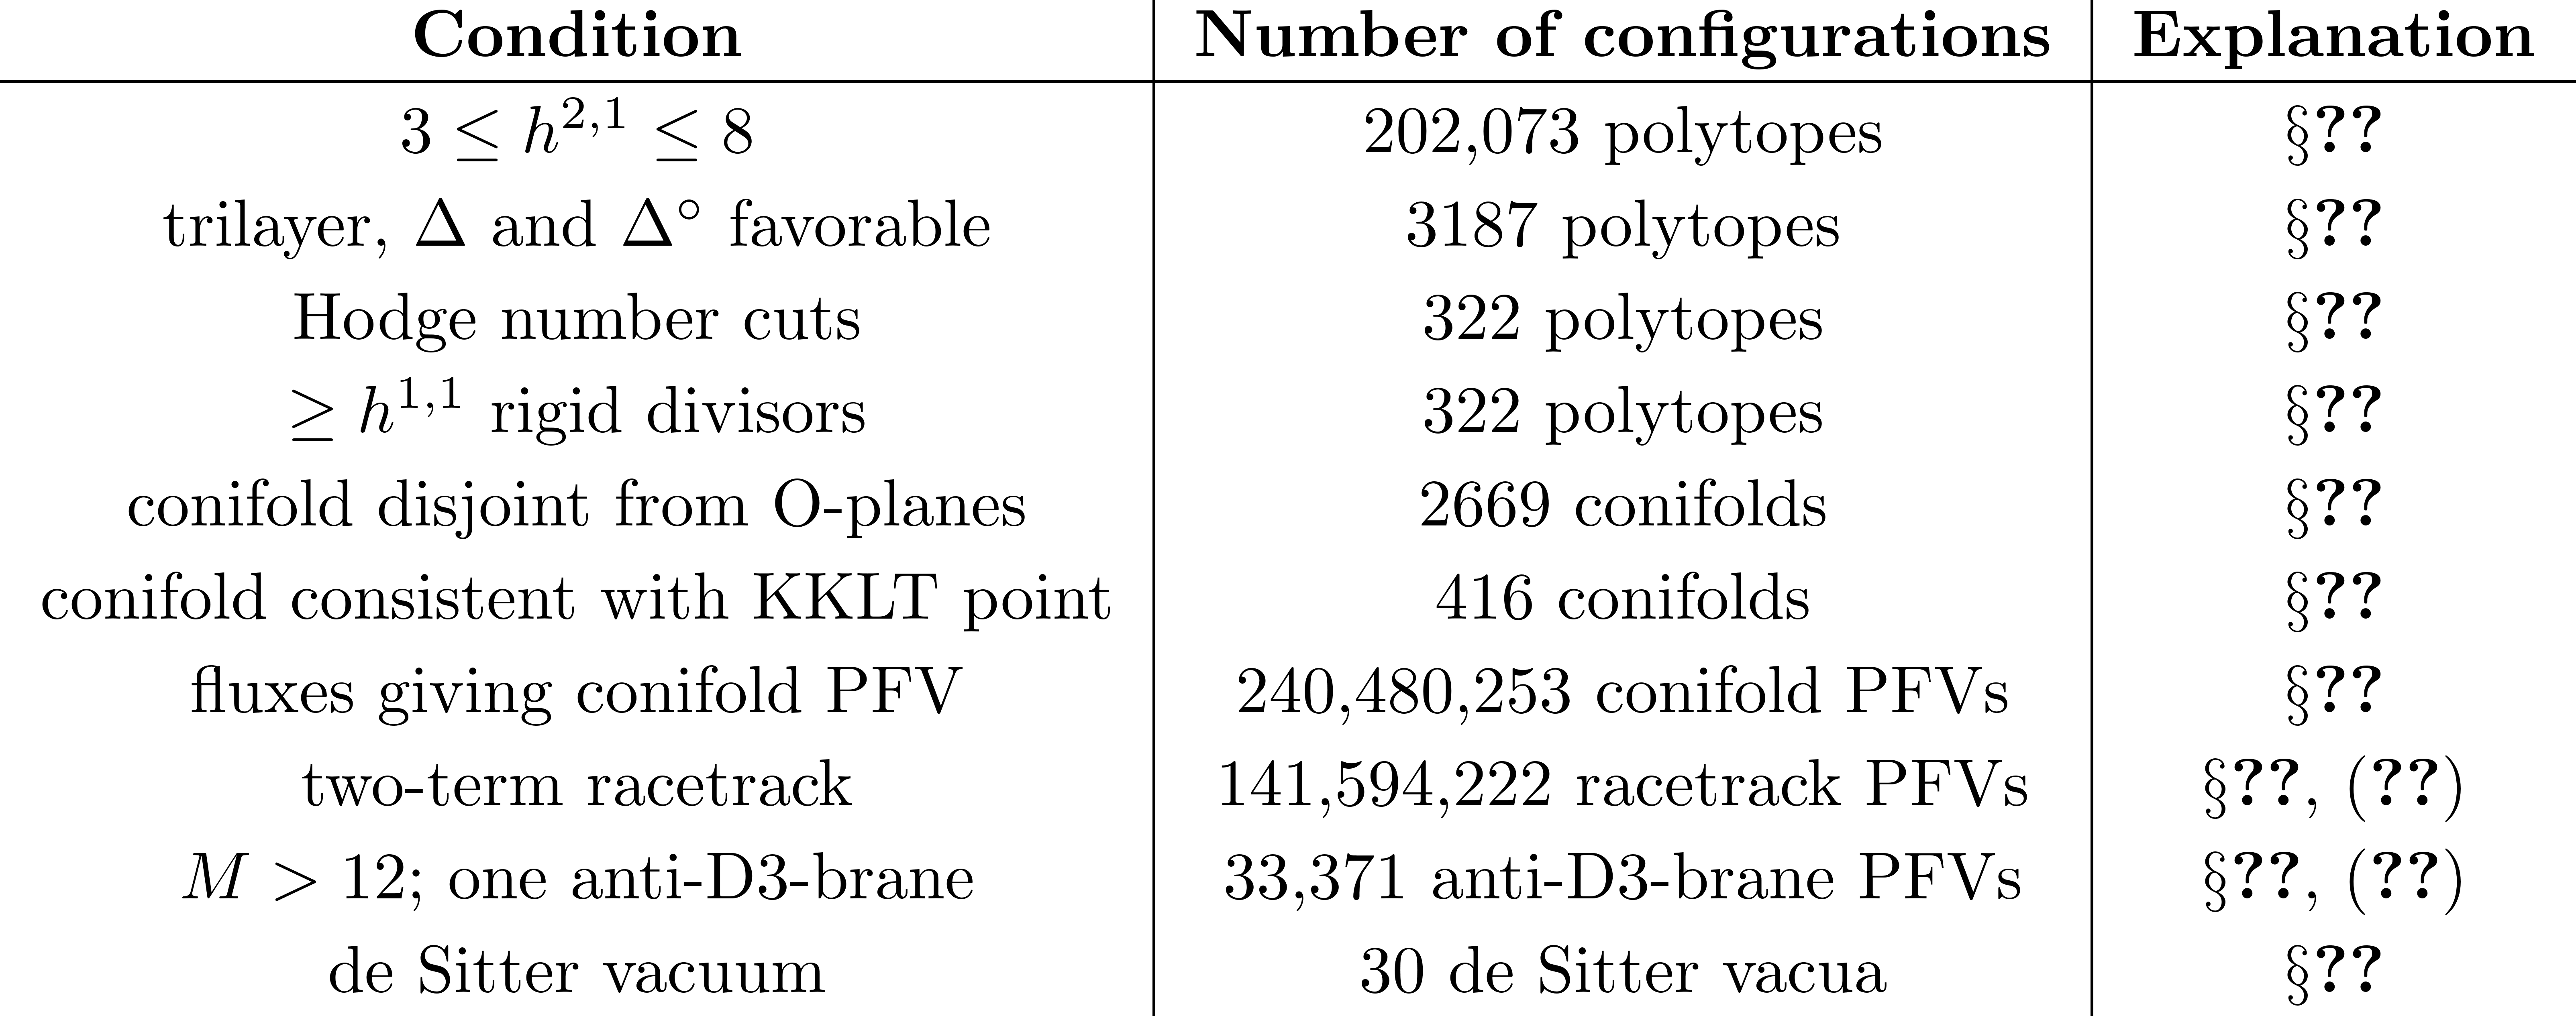 Condition Number of configurations Explanation
3 ≤ h^{2,1} ≤ 8 202,073 polytopes §??
trilayer, Δ and Δ° favorable 3187 polytopes §??
Hodge number cuts 322 polytopes §??
≥ h^{1,1} rigid divisors 322 polytopes §??
conifold disjoint from O-planes 2669 conifolds §??
conifold consistent with KKLT point 416 conifolds §??
fluxes giving conifold PFV 240,480,253 conifold PFVs §??
two-term racetrack 141,594,222 racetrack PFVs §??, (??)
M > 12; one anti-D3-brane 33,371 anti-D3-brane PFVs §??, (??)
de Sitter vacuum 30 de Sitter vacua §??